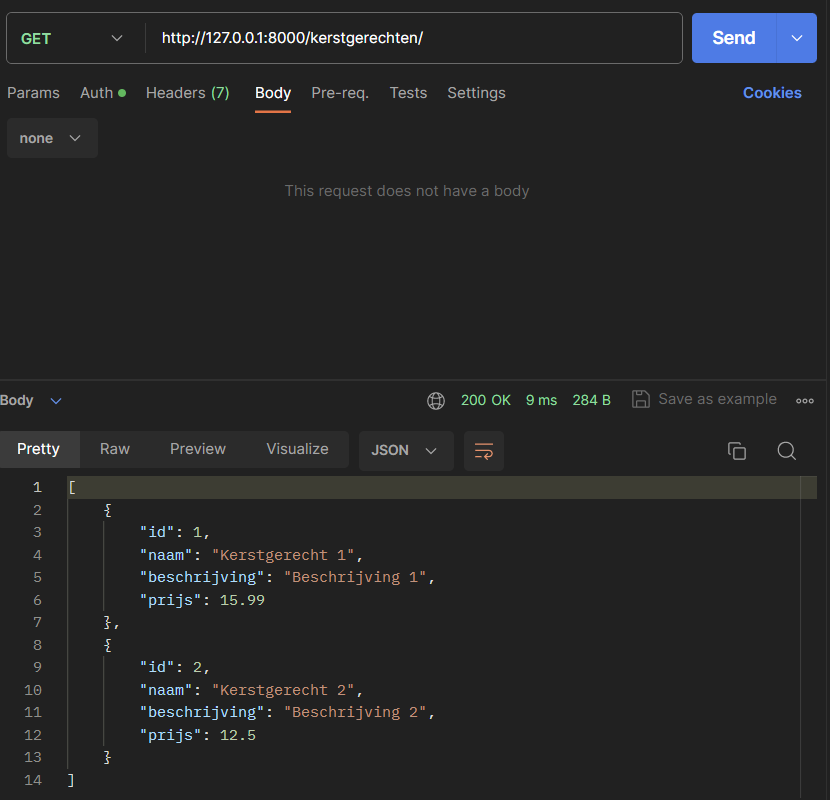 GET http://127.0.0.1:8000/kerstgerechten/ Send
Params Auth Headers (7) Body Pre-req. Tests Settings Cookies
none
This request does not have a body
Body 200 OK 9 ms 284 B Save as example
Pretty Raw Preview Visualize JSON
1 [
2 {
3 "id": 1,
4 "naam": "Kerstgerecht 1",
5 "beschrijving": "Beschrijving 1",
6 "prijs": 15.99
7 },
8 {
9 "id": 2,
10 "naam": "Kerstgerecht 2",
11 "beschrijving": "Beschrijving 2",
12 "prijs": 12.5
13 }
14 ]